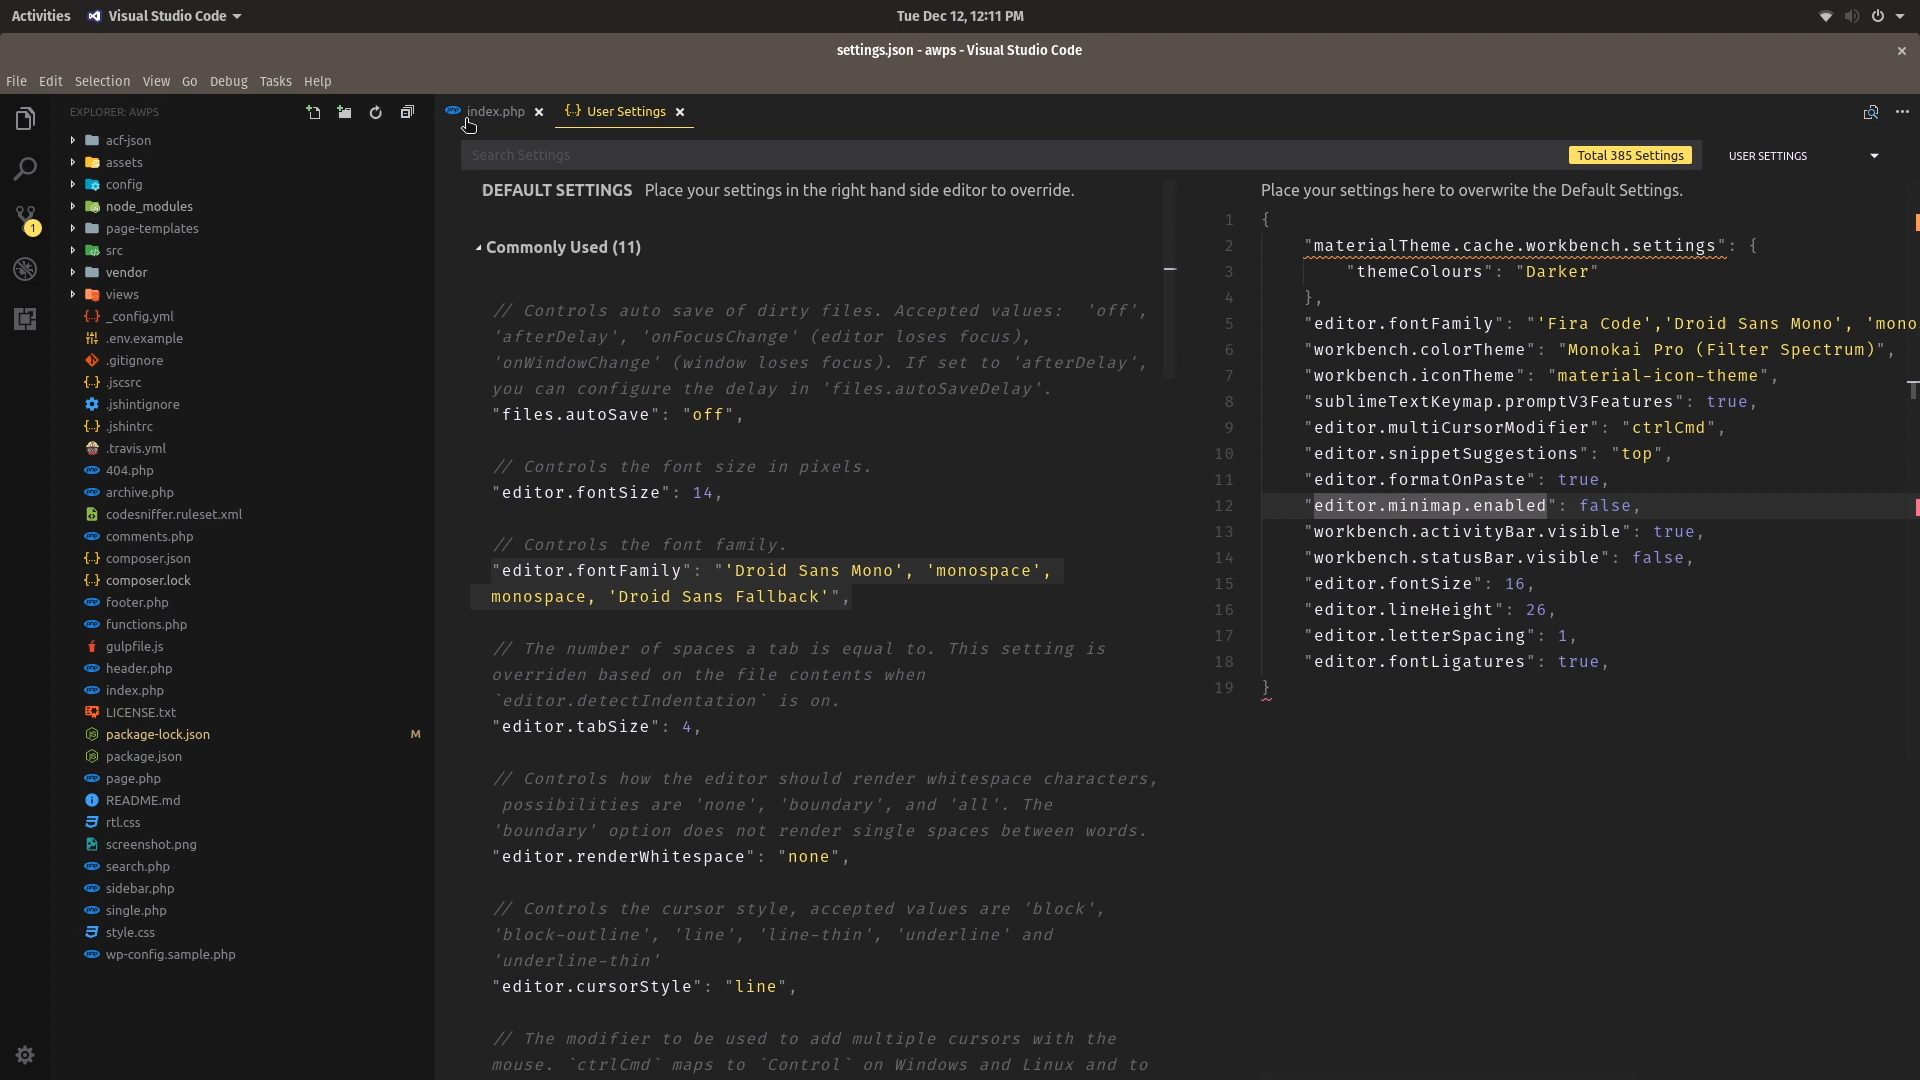 Activities Visual Studio Code Tue Dec 12, 12:11 PM
settings.json - awps - Visual Studio Code
File Edit Selection View Go Debug Tasks Help
EXPLORER: AWPS
acf-json
assets
config
node_modules
page-templates
src
vendor
views
_config.yml
.env.example
.gitignore
.jscsrc
.jshintignore
.jshintrc
.travis.yml
404.php
archive.php
codesniffer.ruleset.xml
comments.php
composer.json
composer.lock
footer.php
functions.php
gulpfile.js
header.php
index.php
LICENSE.txt
package-lock.json M
package.json
page.php
README.md
rtl.css
screenshot.png
search.php
sidebar.php
single.php
style.css
wp-config.sample.php
1
index.php User Settings
Search Settings Total 385 Settings USER SETTINGS
DEFAULT SETTINGS Place your settings in the right hand side editor to override.
Commonly Used (11)
// Controls auto save of dirty files. Accepted values:  'off',
'afterDelay', 'onFocusChange' (editor loses focus),
'onWindowChange' (window loses focus). If set to 'afterDelay',
you can configure the delay in 'files.autoSaveDelay'.
"files.autoSave": "off",
// Controls the font size in pixels.
"editor.fontSize": 14,
// Controls the font family.
"editor.fontFamily": "'Droid Sans Mono', 'monospace',
monospace, 'Droid Sans Fallback'",
// The number of spaces a tab is equal to. This setting is
overriden based on the file contents when
`editor.detectIndentation` is on.
"editor.tabSize": 4,
// Controls how the editor should render whitespace characters,
possibilities are 'none', 'boundary', and 'all'. The
'boundary' option does not render single spaces between words.
"editor.renderWhitespace": "none",
// Controls the cursor style, accepted values are 'block',
'block-outline', 'line', 'line-thin', 'underline' and
'underline-thin'
"editor.cursorStyle": "line",
// The modifier to be used to add multiple cursors with the
mouse. `ctrlCmd` maps to `Control` on Windows and Linux and to
Place your settings here to overwrite the Default Settings.
1 {
2 "materialTheme.cache.workbench.settings": {
3 "themeColours": "Darker"
4 },
5 "editor.fontFamily": "'Fira Code','Droid Sans Mono', 'mono
6 "workbench.colorTheme": "Monokai Pro (Filter Spectrum)",
7 "workbench.iconTheme": "material-icon-theme",
8 "sublimeTextKeymap.promptV3Features": true,
9 "editor.multiCursorModifier": "ctrlCmd",
10 "editor.snippetSuggestions": "top",
11 "editor.formatOnPaste": true,
12 "editor.minimap.enabled": false,
13 "workbench.activityBar.visible": true,
14 "workbench.statusBar.visible": false,
15 "editor.fontSize": 16,
16 "editor.lineHeight": 26,
17 "editor.letterSpacing": 1,
18 "editor.fontLigatures": true,
19 }